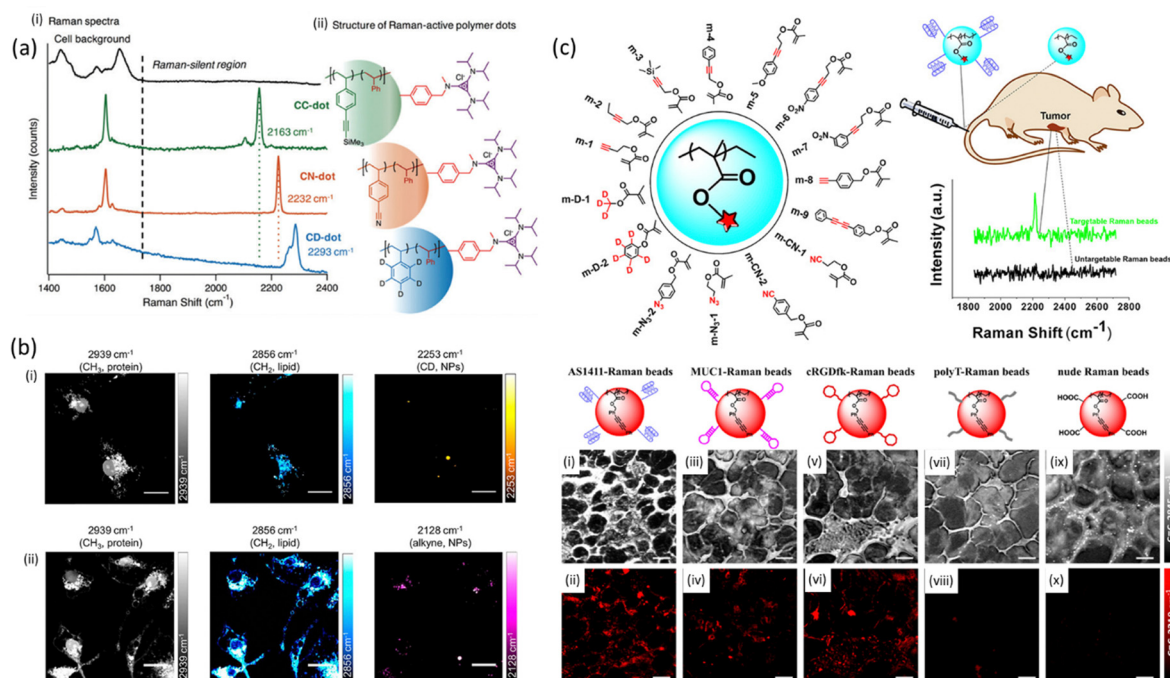 (i) Raman spectra
(ii) Structure of Raman-active polymer dots
(a)
Cell background
Raman-silent region
CC-dot
2163 cm⁻¹
CN-dot
2232 cm⁻¹
CD-dot
2293 cm⁻¹
Intensity (counts)
1400 1600 1800 2000 2200 2400
Raman Shift (cm⁻¹)
Ph
SiMe₃
N
Cl
Ph
CN
N
Cl
Ph
D
D
D
D
D
N
Cl
(b)
(i)
2939 cm⁻¹
(CH₃, protein)
2856 cm⁻¹
(CH₂, lipid)
2253 cm⁻¹
(CD, NPs)
2939 cm⁻¹
2856 cm⁻¹
2253 cm⁻¹
(ii)
2939 cm⁻¹
(CH₃, protein)
2856 cm⁻¹
(CH₂, lipid)
2128 cm⁻¹
(alkyne, NPs)
2939 cm⁻¹
2856 cm⁻¹
2128 cm⁻¹
(c)
m-4
m-3
m-5
m-2
m-6
m-1
m-7
m-D-1
m-8
m-D-2
m-9
m-N₃-2
m-N₃-1
m-CN-2
m-CN-1
Si
O₂N
NO₂
NC
NC
N₃
N₃
O
O
Tumor
Targetable Raman beads
Untargetable Raman beads
Intensity (a.u.)
2000 2200 2400 2600 2800
Raman Shift (cm⁻¹)
AS1411-Raman beads
MUC1-Raman beads
cRGDfk-Raman beads
polyT-Raman beads
nude Raman beads
HOOC
COOH
HOOC
COOH
(i)
(iii)
(v)
(vii)
(ix)
(ii)
(iv)
(vi)
(viii)
(x)